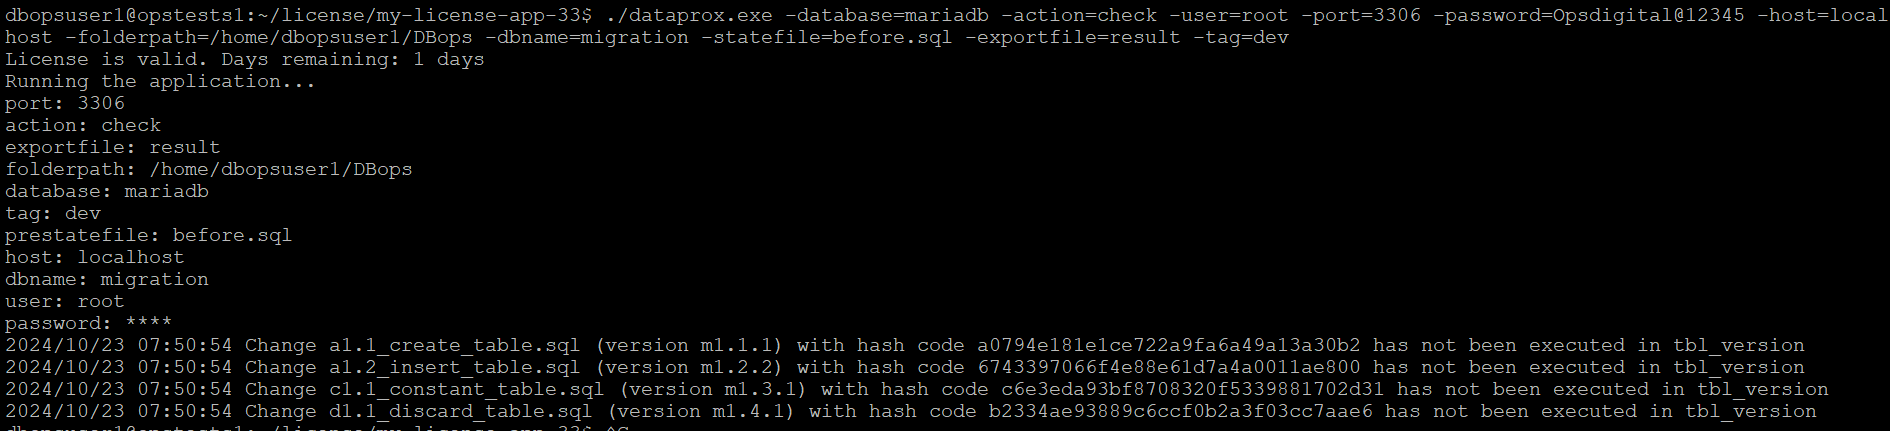 dbopsuser1@opstests1:~/license/my-license-app-33$ ./dataprox.exe -database=mariadb -action=check -user=root -port=3306 -password=Opsdigital@12345 -host=local
host -folderpath=/home/dbopsuser1/DBops -dbname=migration -statefile=before.sql -exportfile=result -tag=dev
License is valid. Days remaining: 1 days
Running the application...
port: 3306
action: check
exportfile: result
folderpath: /home/dbopsuser1/DBops
database: mariadb
tag: dev
prestatefile: before.sql
host: localhost
dbname: migration
user: root
password: ****
2024/10/23 07:50:54 Change a1.1_create_table.sql (version m1.1.1) with hash code a0794e181e1ce722a9fa6a49a13a30b2 has not been executed in tbl_version
2024/10/23 07:50:54 Change a1.2_insert_table.sql (version m1.2.2) with hash code 6743397066f4e88e61d7a4a0011ae800 has not been executed in tbl_version
2024/10/23 07:50:54 Change c1.1_constant_table.sql (version m1.3.1) with hash code c6e3eda93bf8708320f5339881702d31 has not been executed in tbl_version
2024/10/23 07:50:54 Change d1.1_discard_table.sql (version m1.4.1) with hash code b2334ae93889c6ccf0b2a3f03cc7aae6 has not been executed in tbl_version